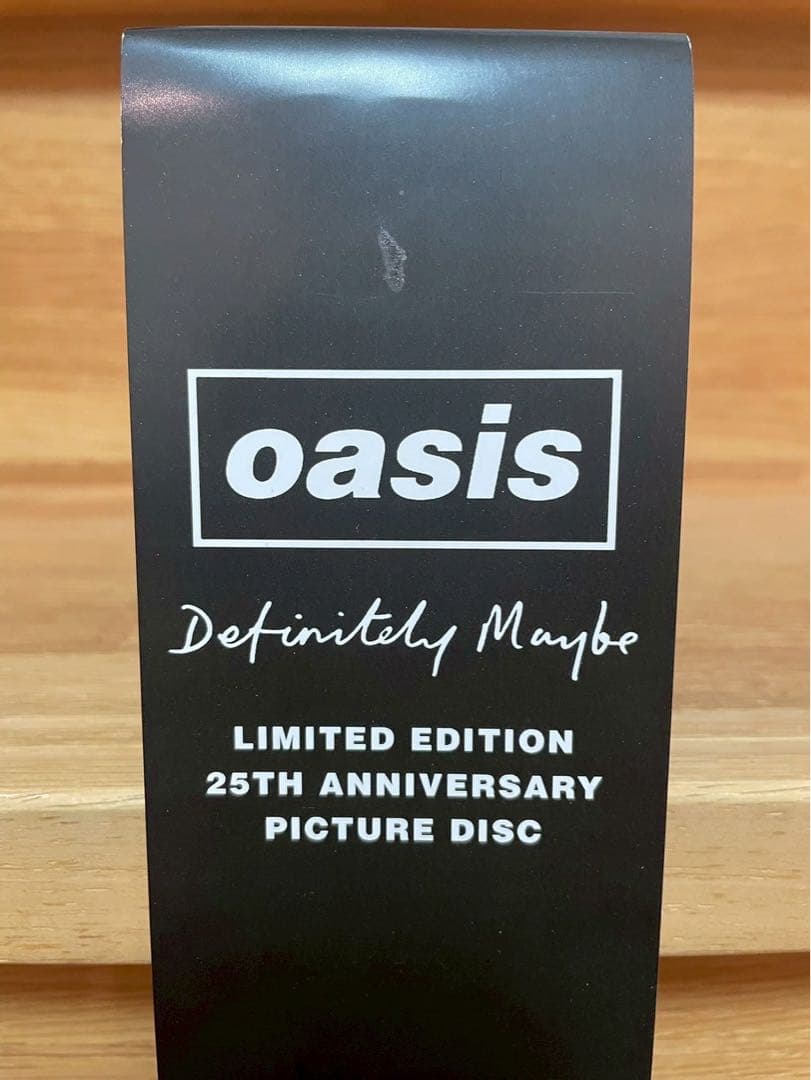 oasis
Definitely Maybe
LIMITED EDITION
25TH ANNIVERSARY
PICTURE DISC